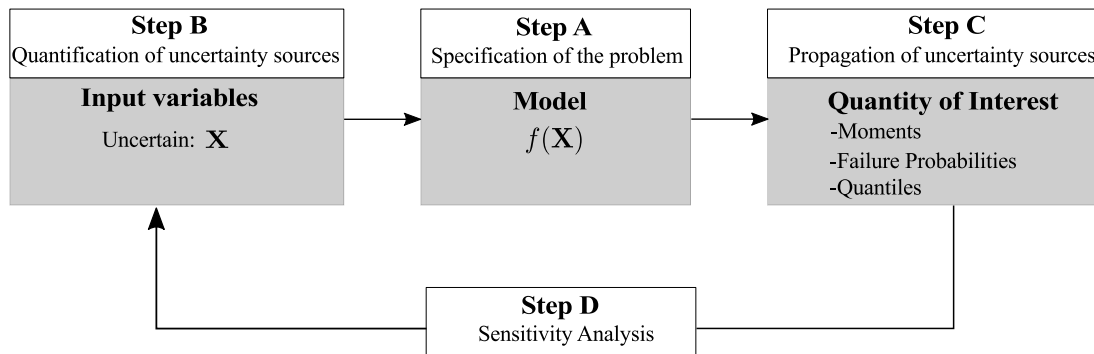 Step B
Quantification of uncertainty sources
Input variables
Uncertain: X
Step A
Specification of the problem
Model
f(X)
Step C
Propagation of uncertainty sources
Quantity of Interest
-Moments
-Failure Probabilities
-Quantiles
Step D
Sensitivity Analysis